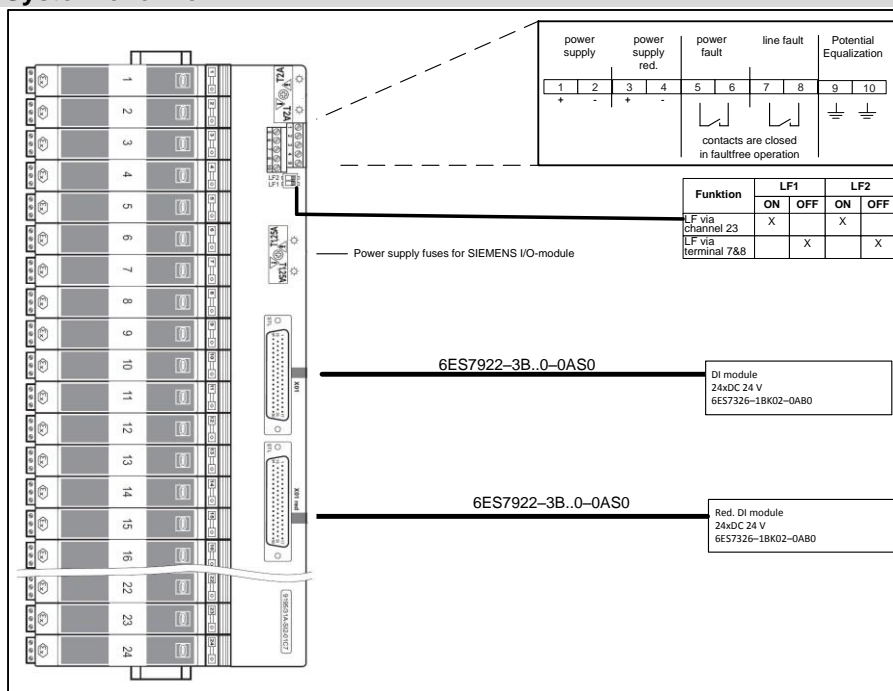 power supply
power supply red.
power fault
line fault
Potential Equalization
1 2 3 4 5 6 7 8 9 10
+ - + -
contacts are closed
in faultfree operation
Funktion LF1 LF2
ON OFF ON OFF
LF via channel 23 X X
LF via terminal 7&8 X X
T2A
T2A
LF2
LF1
T1.25A
T1.25A
Power supply fuses for SIEMENS I/O-module
1
2
3
4
5
6
7
8
9
10
11
12
13
14
15
16
22
23
24
X01
6ES7922–3B..0–0AS0
DI module
24xDC 24 V
6ES7326–1BK02–0AB0
X01 red
6ES7922–3B..0–0AS0
Red. DI module
24xDC 24 V
6ES7326–1BK02–0AB0